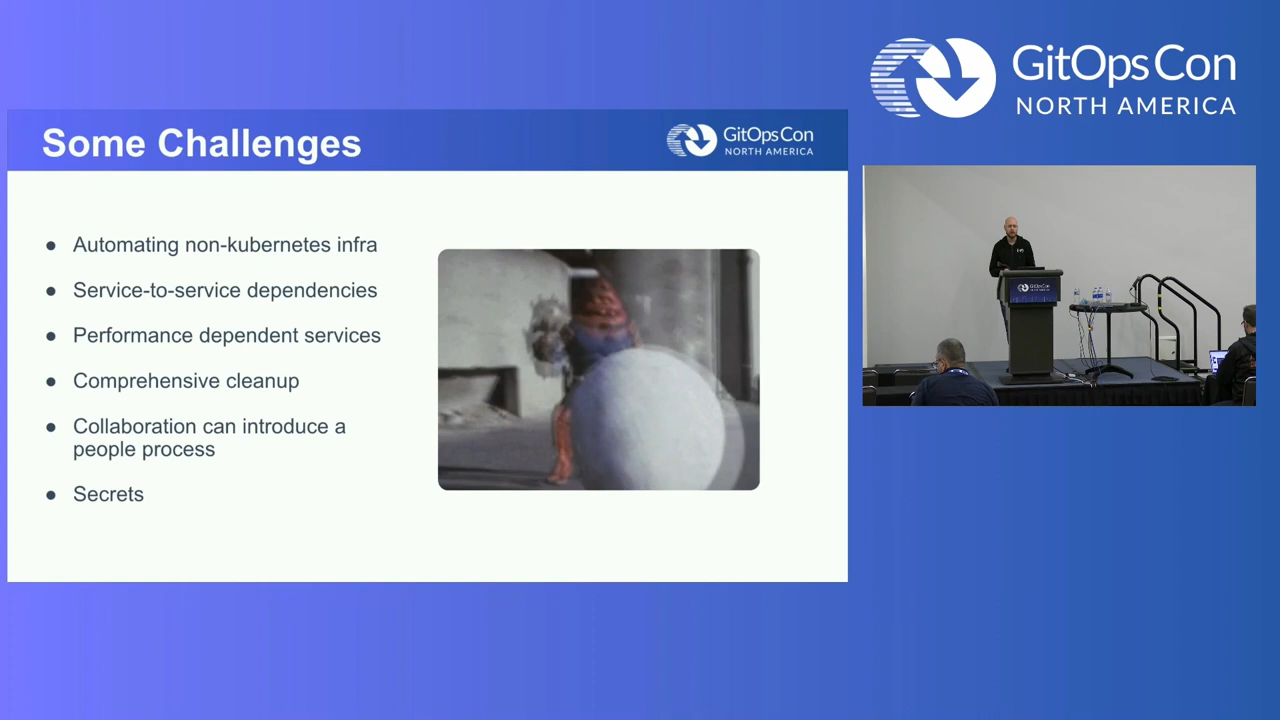 GitOpsCon
NORTH AMERICA
Some Challenges
GitOpsCon
NORTH AMERICA
● Automating non-kubernetes infra
● Service-to-service dependencies
● Performance dependent services
● Comprehensive cleanup
● Collaboration can introduce a
people process
● Secrets
GitOpsCon